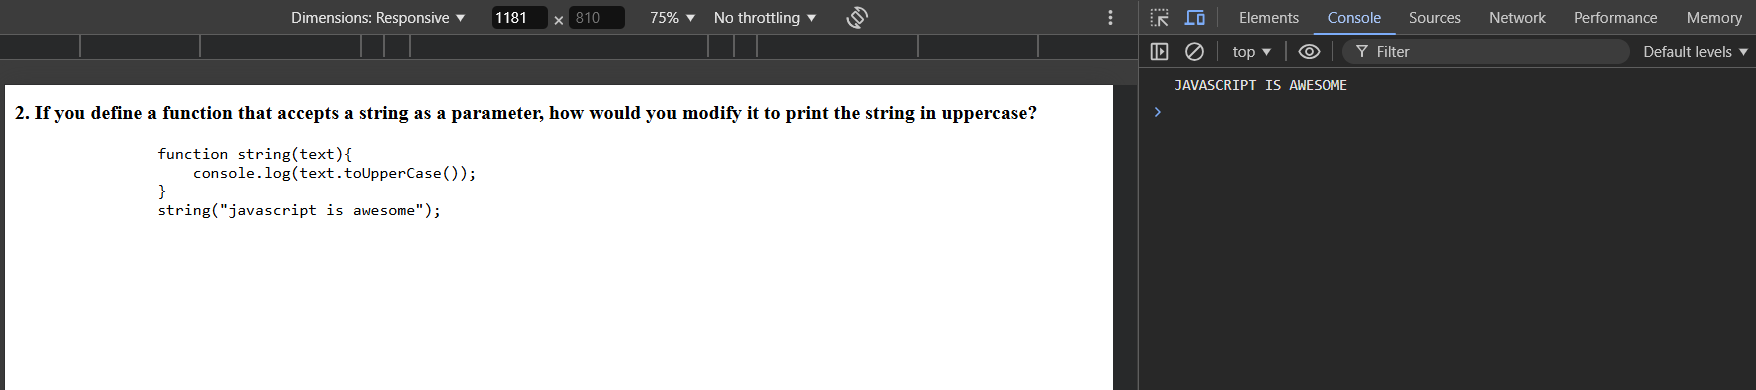 Dimensions: Responsive ▼ 1181 × 810 75% ▼ No throttling ▼
Elements Console Sources Network Performance Memory
top ▼ Filter Default levels ▼
JAVASCRIPT IS AWESOME
2. If you define a function that accepts a string as a parameter, how would you modify it to print the string in uppercase?
function string(text){
    console.log(text.toUpperCase());
}
string("javascript is awesome");